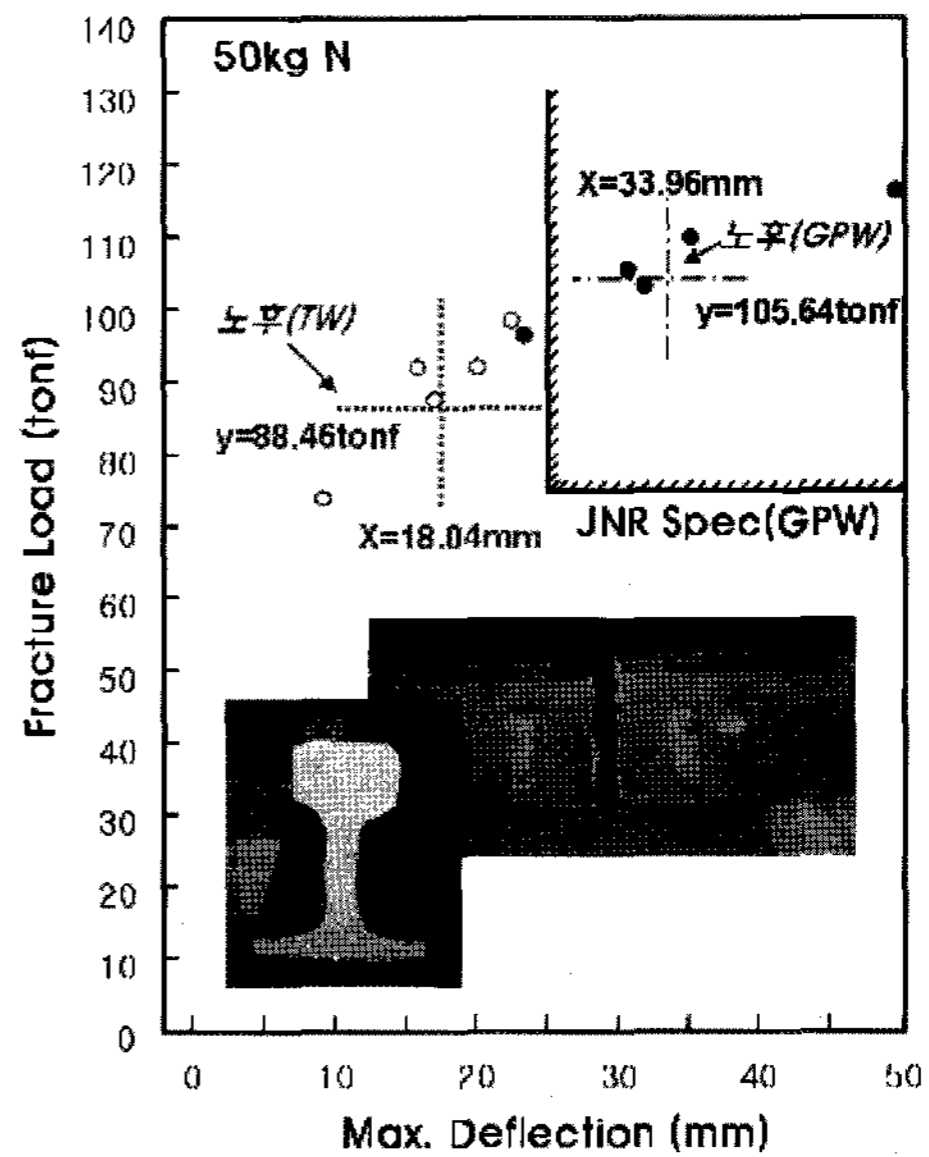 50kg N
140
130
120
110
100
90
80
70
60
50
40
30
20
10
0
Fracture Load (tonf)
X=33.96mm
노후(GPW)
y=105.64tonf
노후(TW)
y=88.46tonf
X=18.04mm
JNR Spec(GPW)
0 10 20 30 40 50
Max. Deflection (mm)